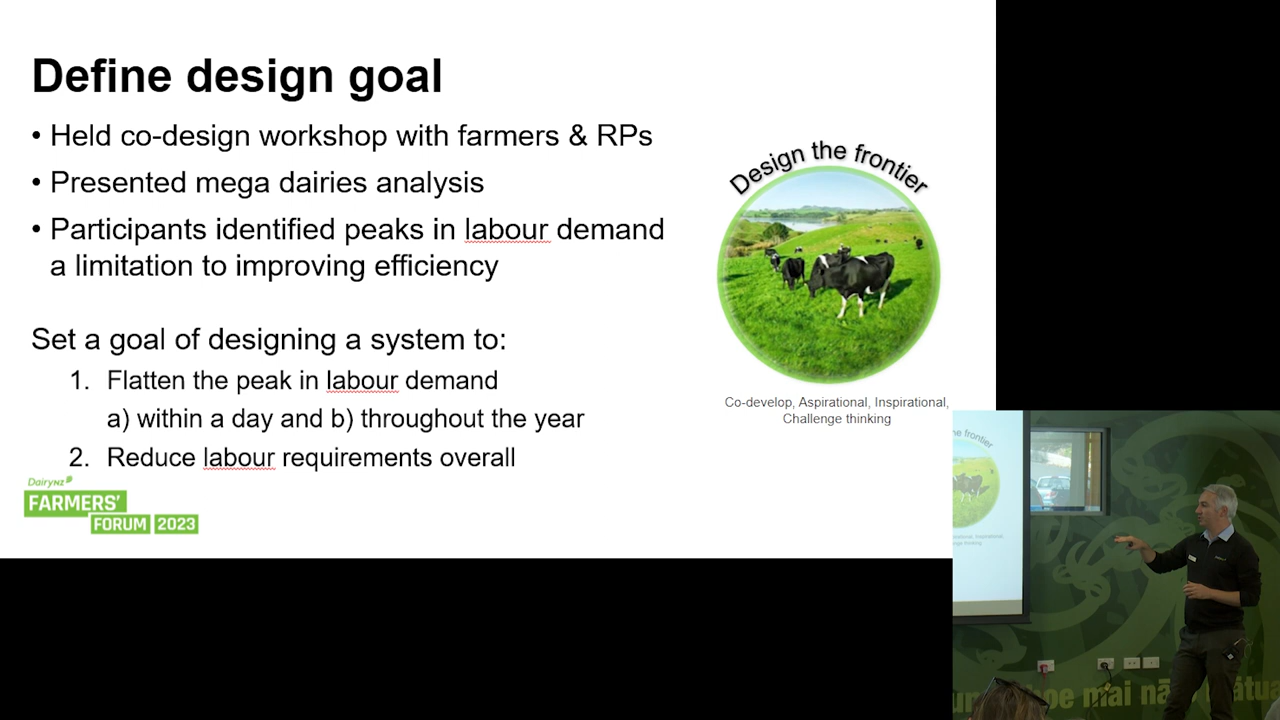 Define design goal
• Held co-design workshop with farmers & RPs
• Presented mega dairies analysis
• Participants identified peaks in labour demand
a limitation to improving efficiency
Set a goal of designing a system to:
1. Flatten the peak in labour demand
a) within a day and b) throughout the year
2. Reduce labour requirements overall
DairyNZ
FARMERS'
FORUM 2023
Design the frontier
Co-develop, Aspirational, Inspirational,
Challenge thinking
he frontier